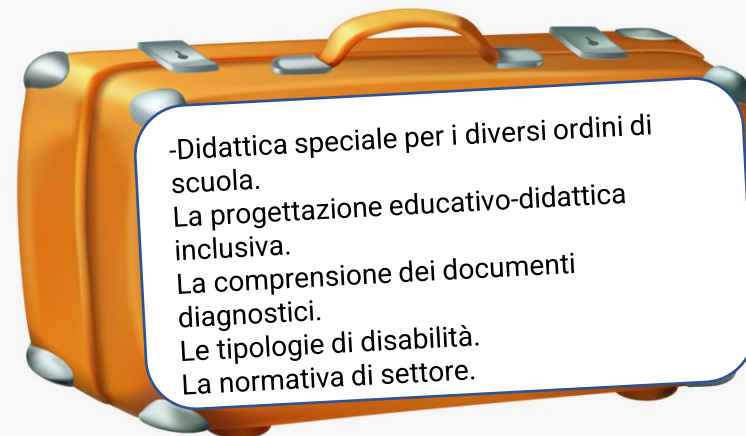 -Didattica speciale per i diversi ordini di
scuola.
La progettazione educativo-didattica
inclusiva.
La comprensione dei documenti
diagnostici.
Le tipologie di disabilità.
La normativa di settore.